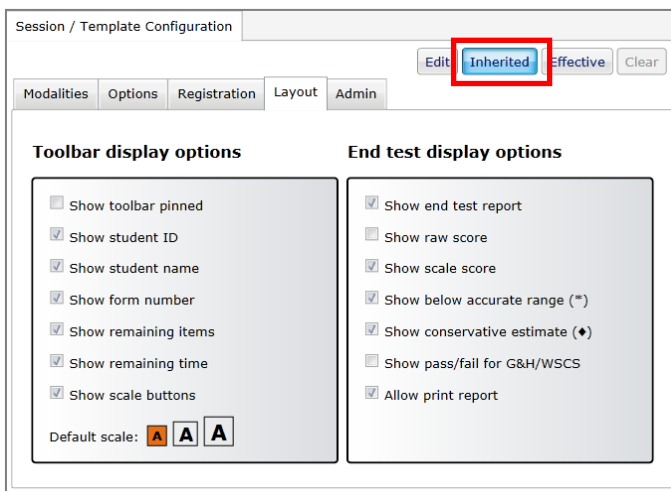 Session / Template Configuration
Edit Inherited Effective Clear
Modalities Options Registration Layout Admin
Toolbar display options
Show toolbar pinned
Show student ID
Show student name
Show form number
Show remaining items
Show remaining time
Show scale buttons
Default scale: A A A
End test display options
Show end test report
Show raw score
Show scale score
Show below accurate range (*)
Show conservative estimate (♦)
Show pass/fail for G&H/WSCS
Allow print report